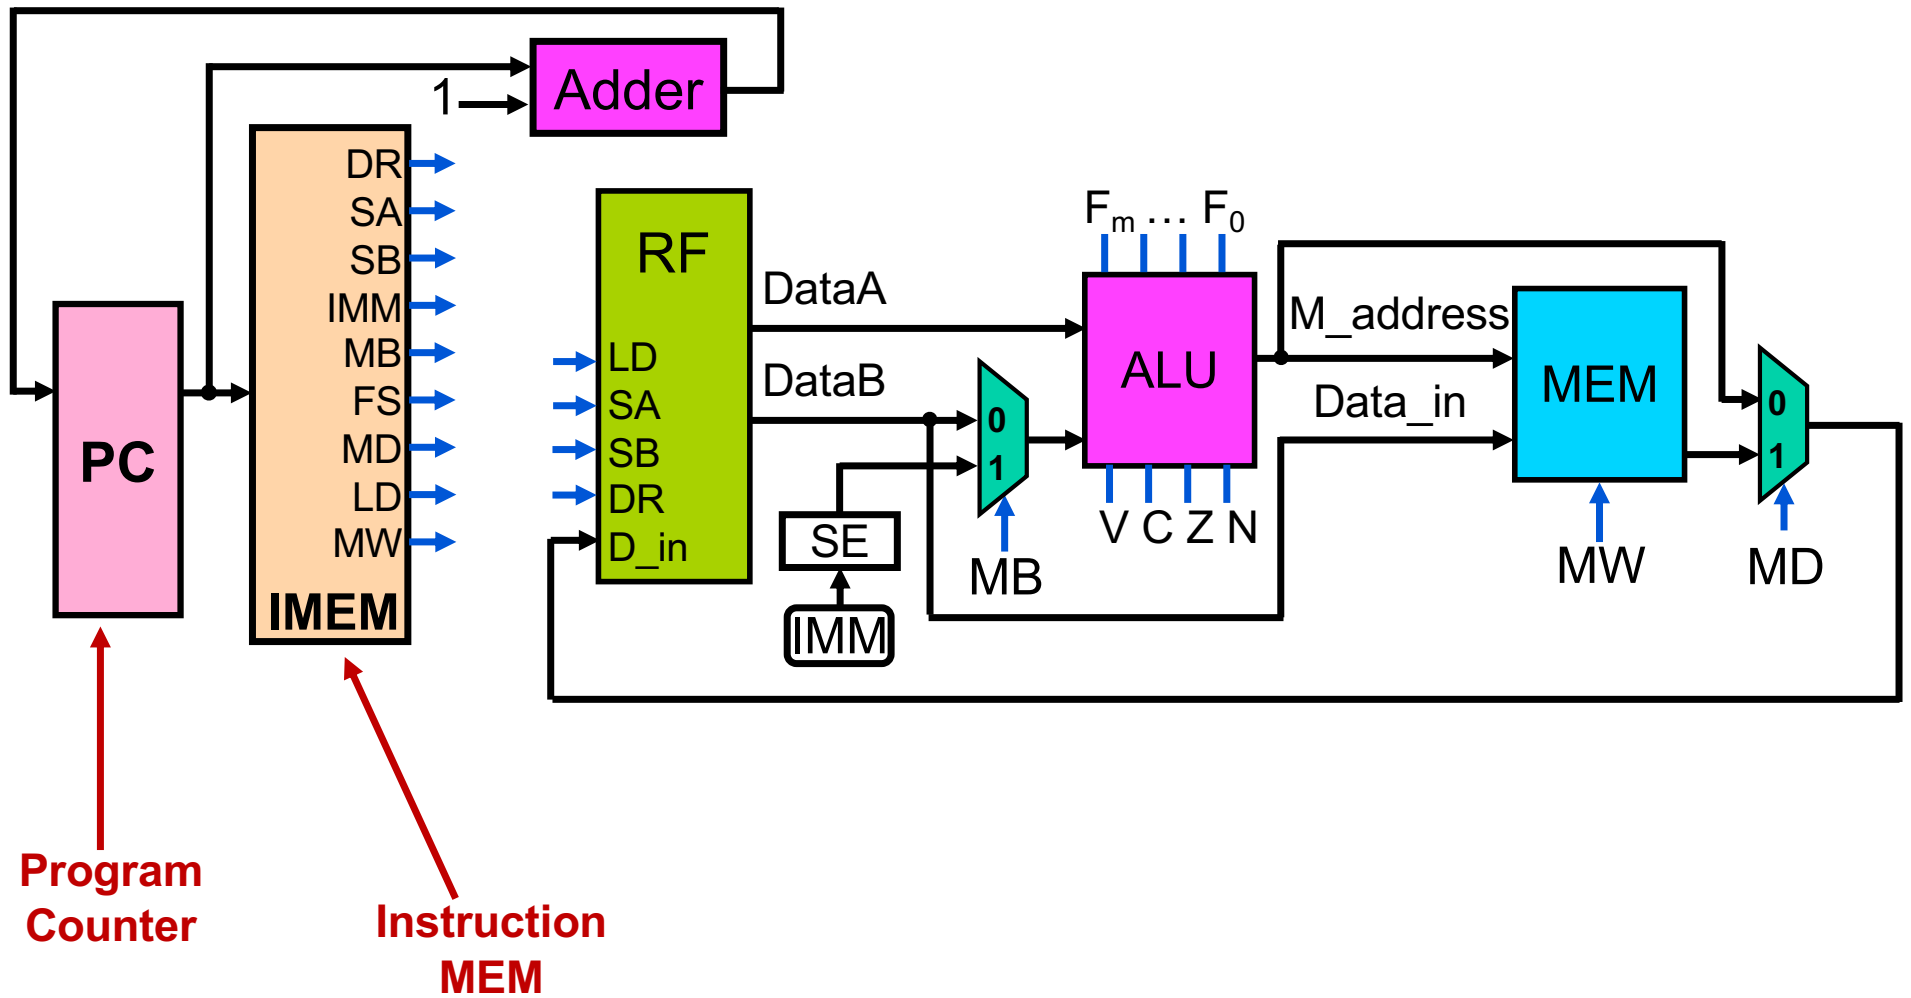 Adder
1
DR
SA
SB
IMM
MB
FS
MD
LD
MW
IMEM
PC
RF
LD
SA
SB
DR
D_in
DataA
DataB
0
1
SE
IMM
MB
Fm ... F0
ALU
V C Z N
M_address
Data_in
MEM
MW
0
1
MD
Program
Counter
Instruction
MEM